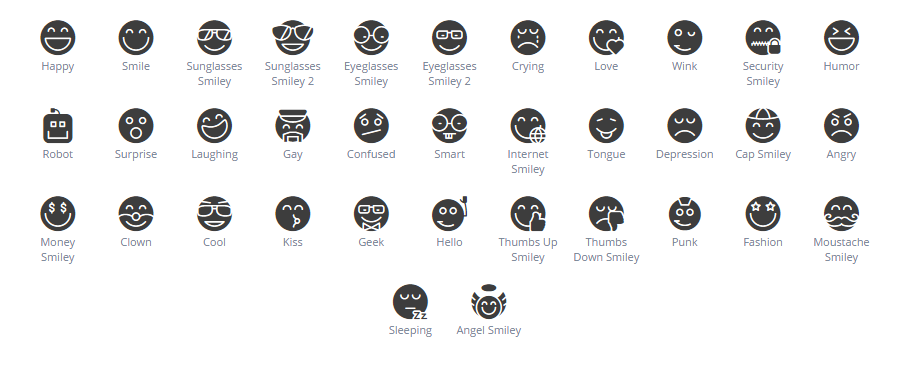 Happy Smile Sunglasses Sunglasses Eyeglasses Eyeglasses Crying Love Wink Security Humor
Smiley Smiley 2 Smiley Smiley 2 Smiley
Robot Surprise Laughing Gay Confused Smart Internet Tongue Depression Cap Smiley Angry
Smiley
Money Clown Cool Kiss Geek Hello Thumbs Up Thumbs Punk Fashion Moustache
Smiley Smiley Down Smiley Smiley
zz
Sleeping Angel Smiley